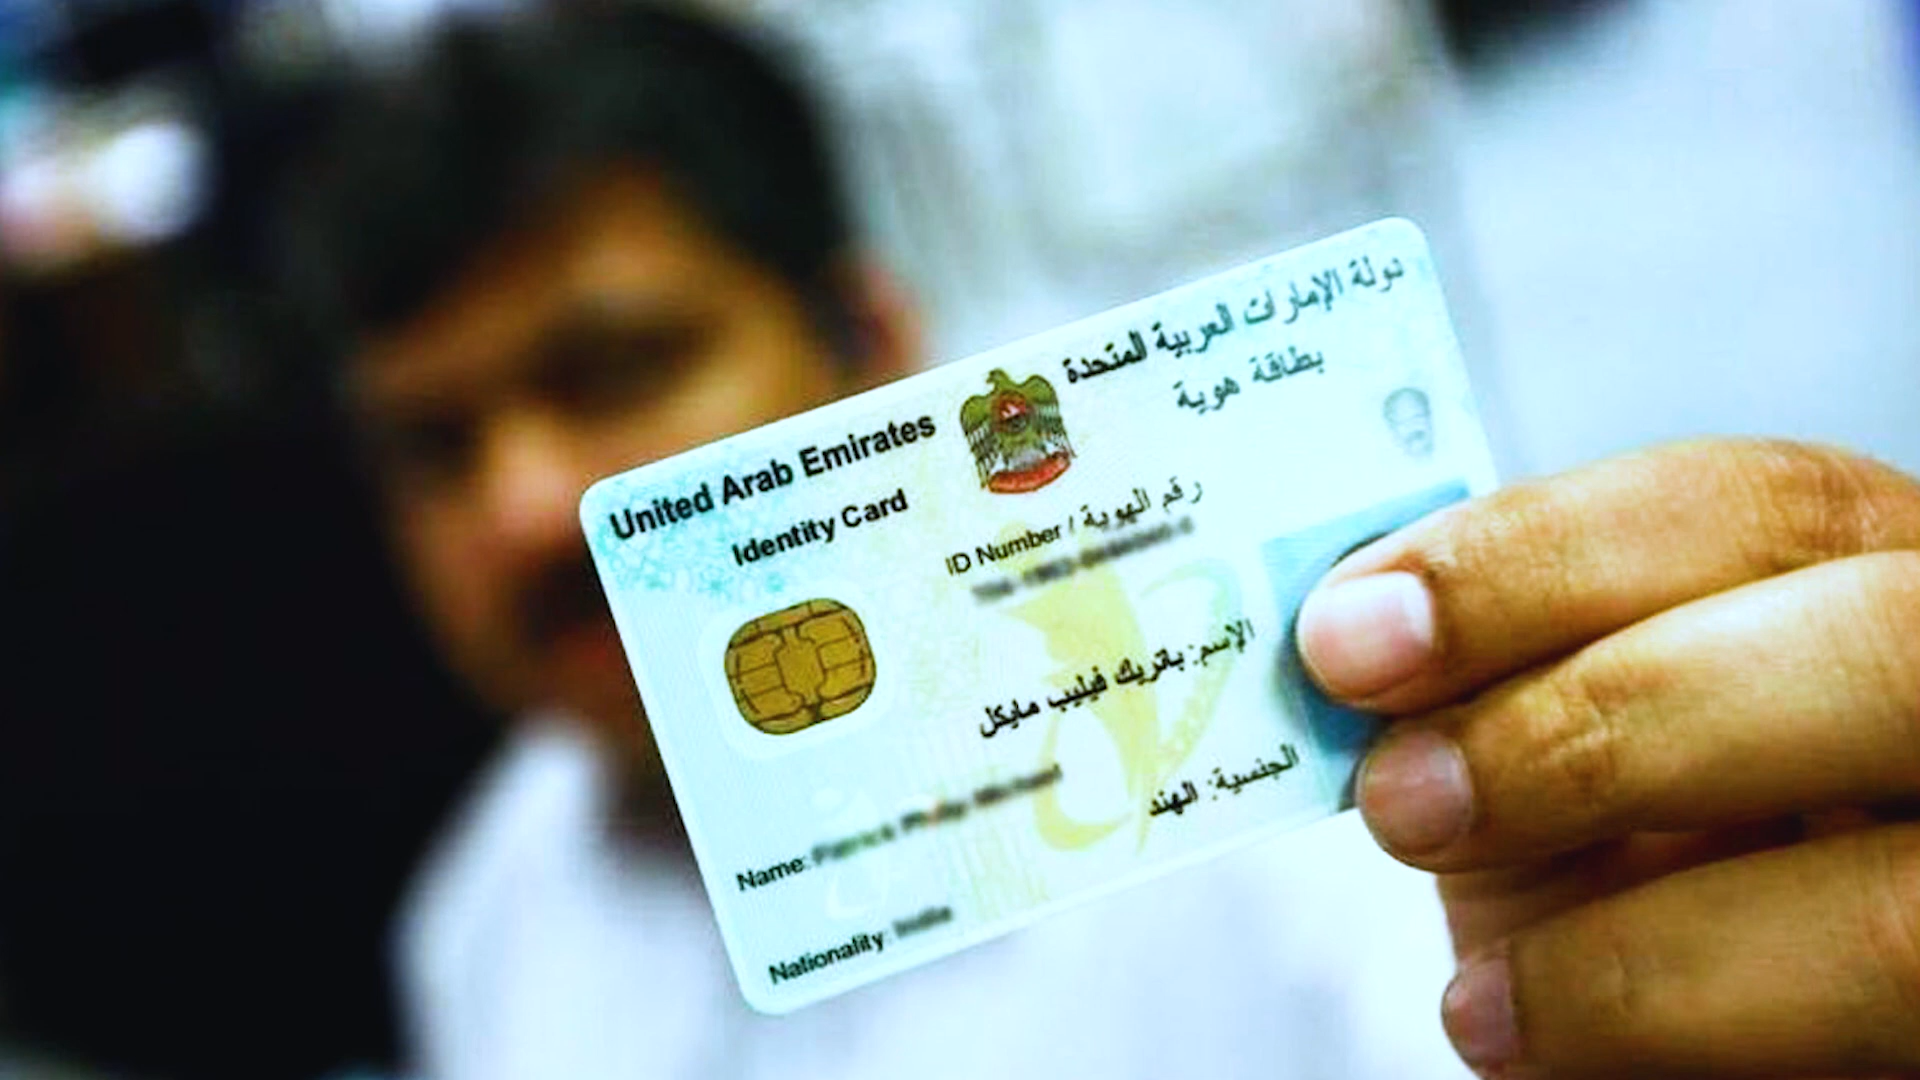 United Arab Emirates
دولة الإمارات العربية المتحدة
Identity Card
بطاقة هوية
ID Number / رقم الهوية
الإسم: باتريك فيليب مايكل
Name:
الجنسية: الهند
Nationality: